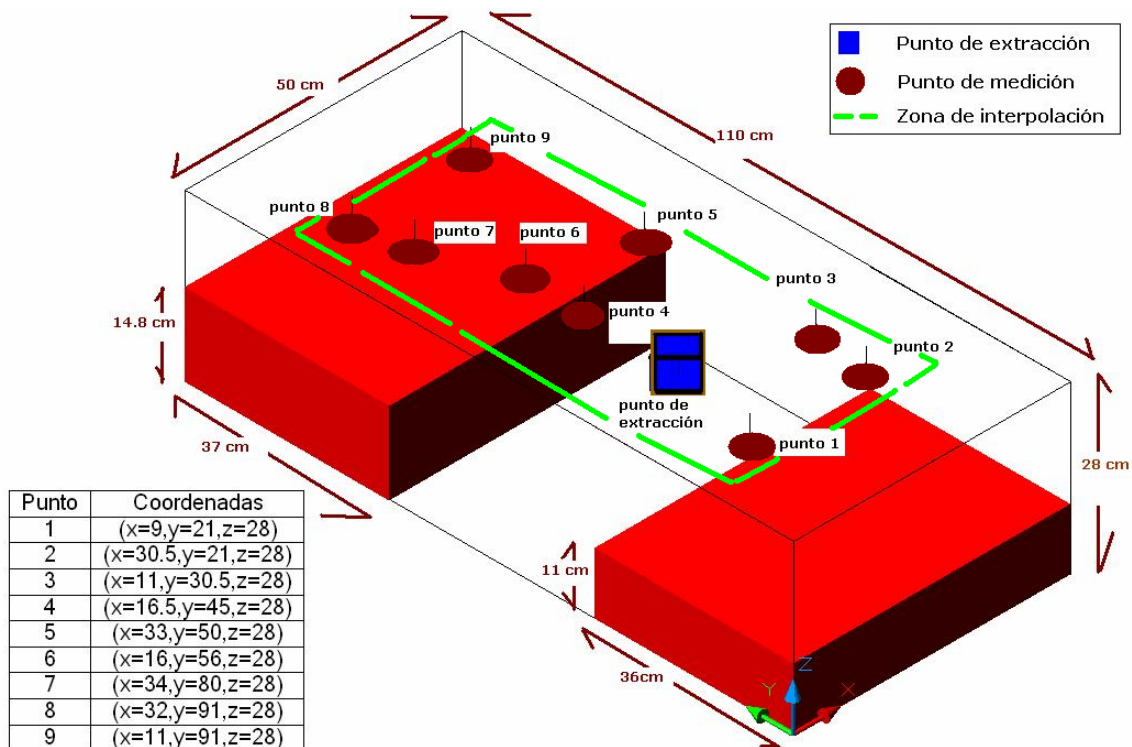 Punto de extracción
Punto de medición
Zona de interpolación
50 cm
110 cm
punto 9
punto 8
punto 5
punto 7
punto 6
punto 3
14.8 cm
punto 4
punto 2
punto de
extracción
punto 1
37 cm
28 cm
11 cm
36cm
Z
Y
X
Punto Coordenadas
1 (x=9,y=21,z=28)
2 (x=30.5,y=21,z=28)
3 (x=11,y=30.5,z=28)
4 (x=16.5,y=45,z=28)
5 (x=33,y=50,z=28)
6 (x=16,y=56,z=28)
7 (x=34,y=80,z=28)
8 (x=32,y=91,z=28)
9 (x=11,y=91,z=28)